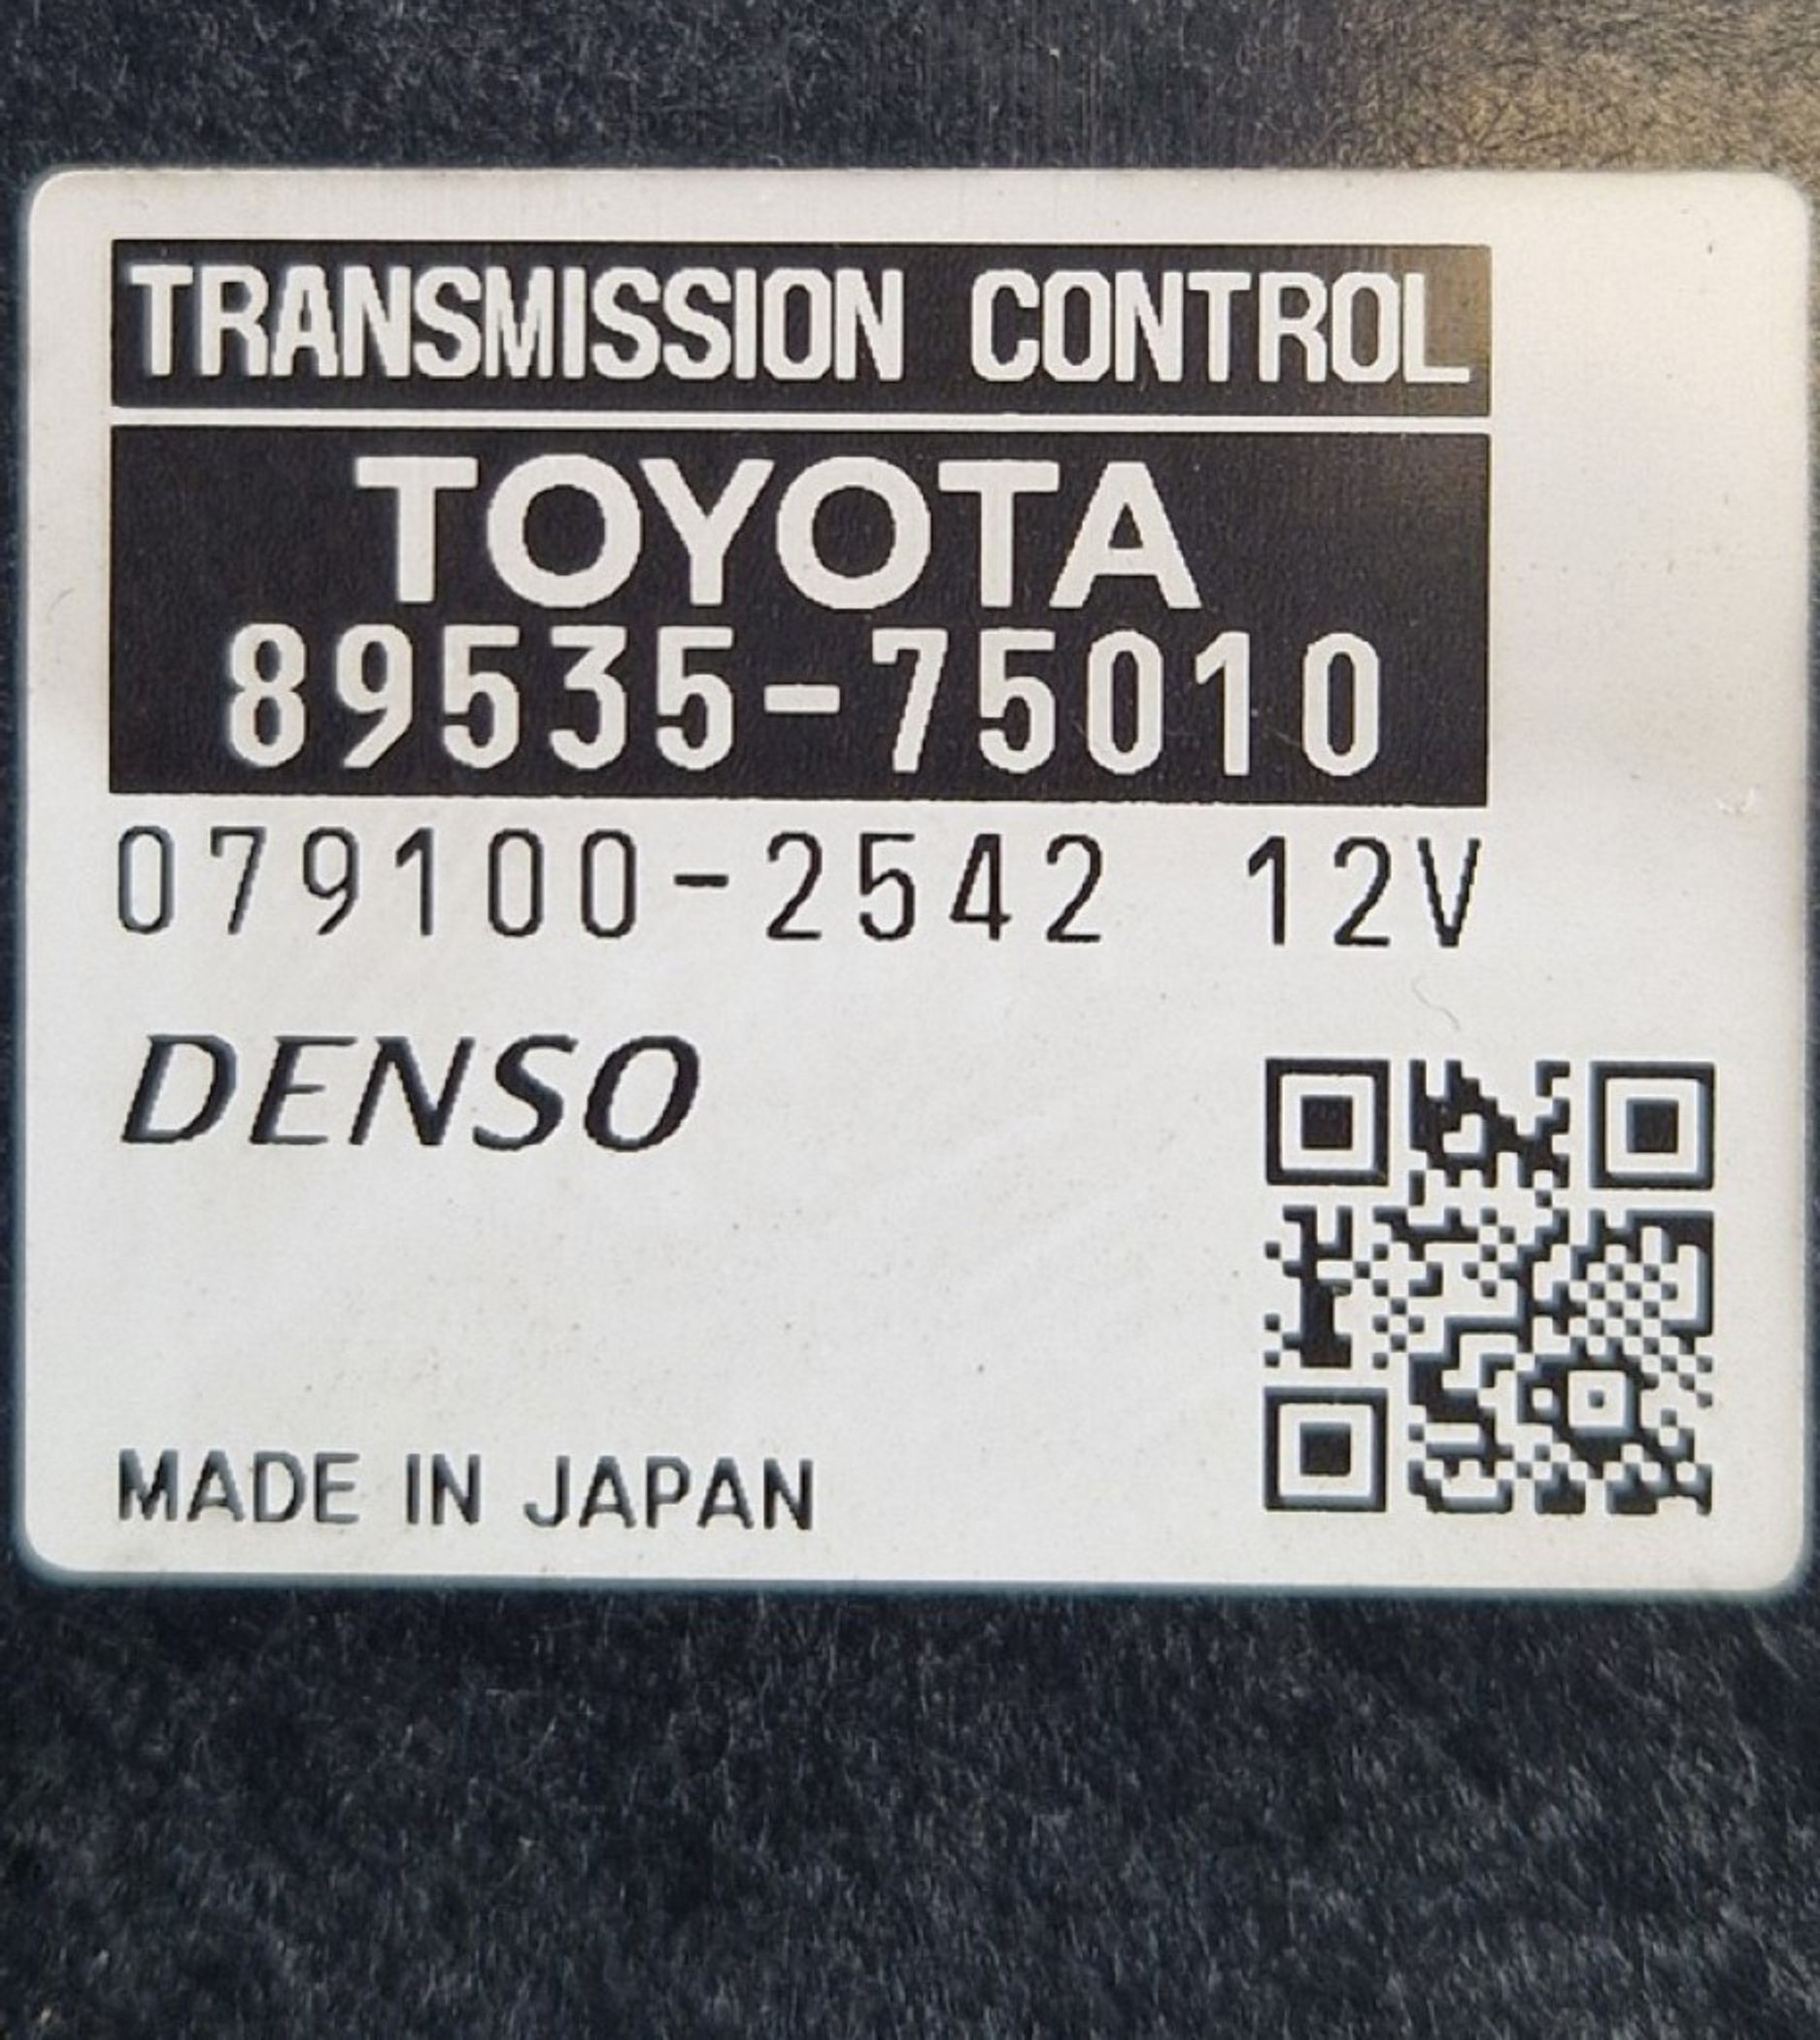 TRANSMISSION CONTROL
TOYOTA
89535-75010
079100-2542 12V
DENSO
MADE IN JAPAN